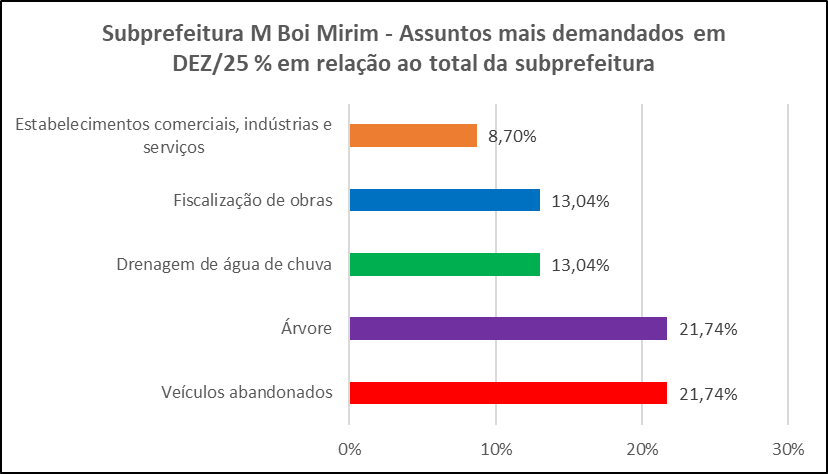 Subprefeitura M Boi Mirim - Assuntos mais demandados em
DEZ/25 % em relação ao total da subprefeitura
Estabelecimentos comerciais, indústrias e
serviços
8,70%
Fiscalização de obras
13,04%
Drenagem de água de chuva
13,04%
Árvore
21,74%
Veículos abandonados
21,74%
0%
10%
20%
30%